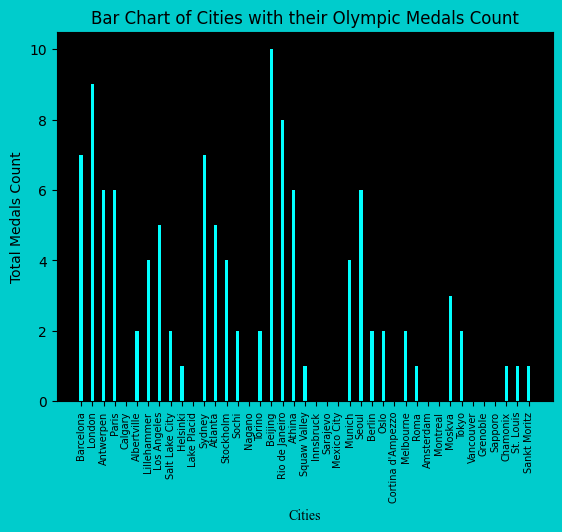 Bar Chart of Cities with their Olympic Medals Count
Total Medals Count
10
8
6
4
2
0
Barcelona
London
Antwerpen
Paris
Calgary
Albertville
Lillehammer
Los Angeles
Salt Lake City
Helsinki
Lake Placid
Sydney
Atlanta
Stockholm
Sochi
Nagano
Torino
Beijing
Rio de Janeiro
Athina
Squaw Valley
Innsbruck
Sarajevo
Mexico City
Munich
Seoul
Berlin
Oslo
Cortina d'Ampezzo
Melbourne
Roma
Amsterdam
Montreal
Moskva
Tokyo
Vancouver
Grenoble
Sapporo
Chamonix
St. Louis
Sankt Moritz
Cities